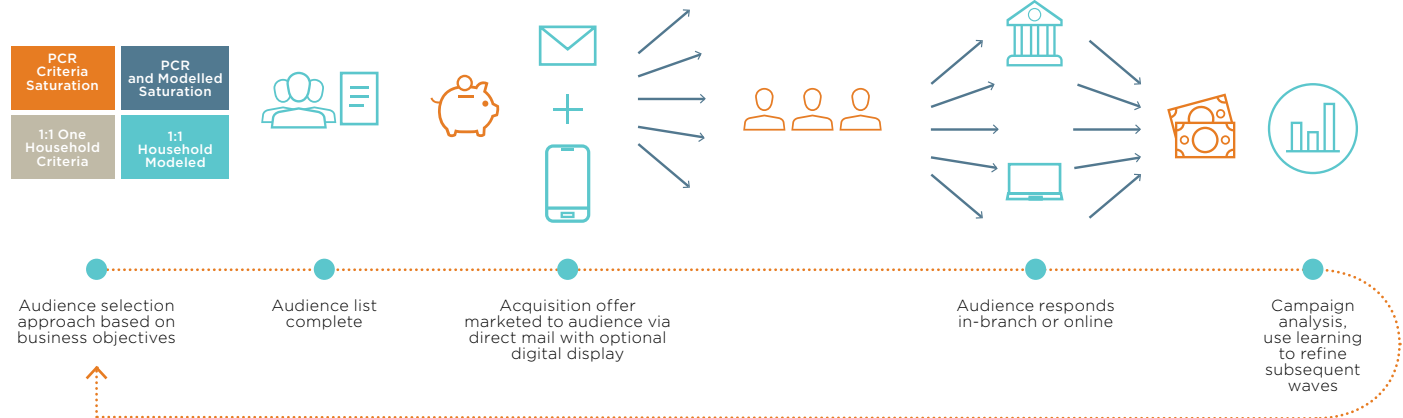 PCR
Criteria
Saturation
PCR
and Modelled
Saturation
1:1 One
Household
Criteria
1:1
Household
Modeled
Audience selection
approach based on
business objectives
Audience list
complete
Acquisition offer
marketed to audience via
direct mail with optional
digital display
Audience responds
in-branch or online
Campaign
analysis,
use learning
to refine
subsequent
waves